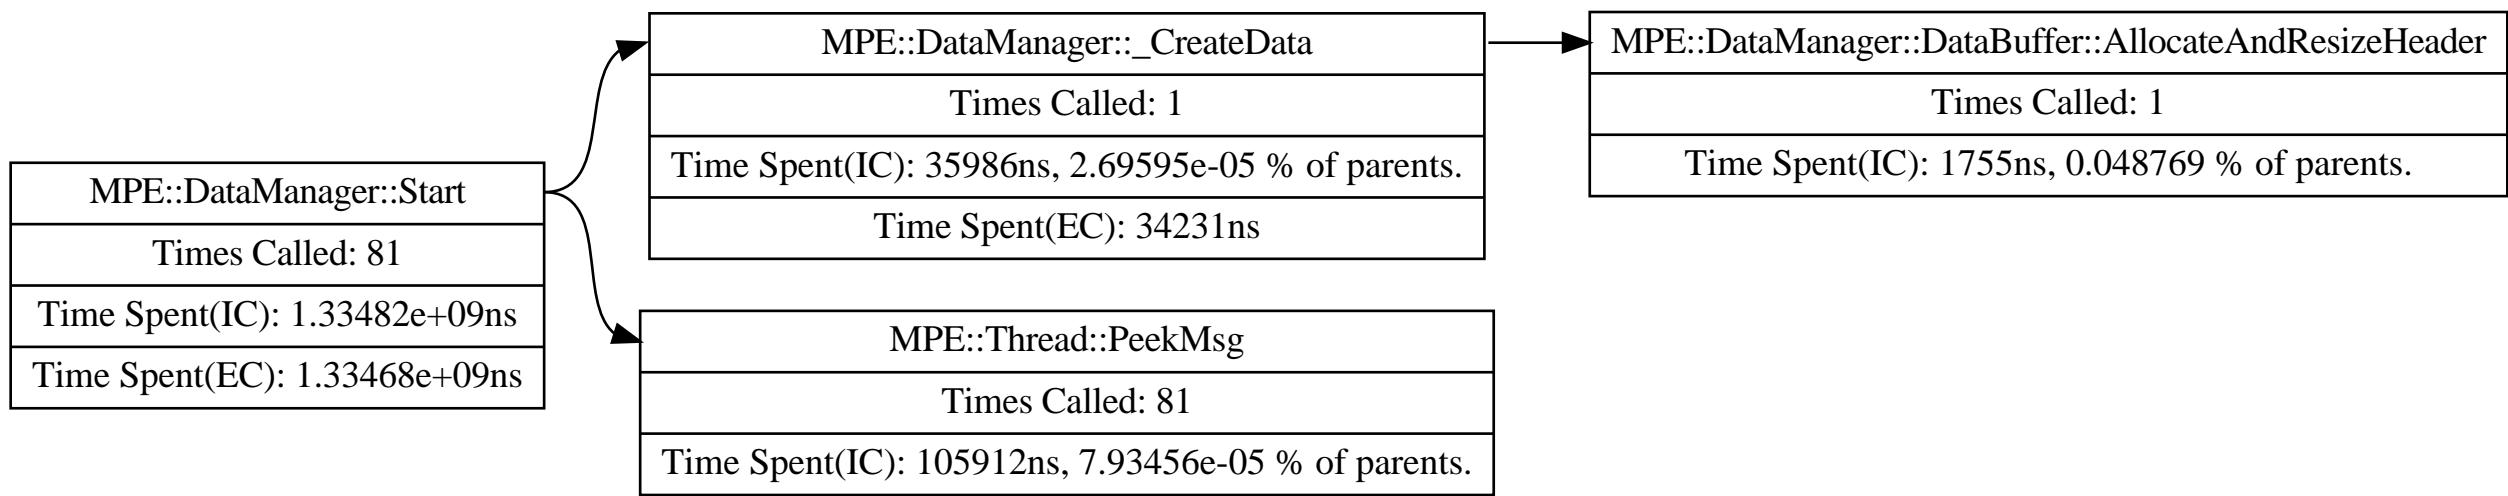 MPE::DataManager::Start
Times Called: 81
Time Spent(IC): 1.33482e+09ns
Time Spent(EC): 1.33468e+09ns
MPE::DataManager::_CreateData
Times Called: 1
Time Spent(IC): 35986ns, 2.69595e-05 % of parents.
Time Spent(EC): 34231ns
MPE::DataManager::DataBuffer::AllocateAndResizeHeader
Times Called: 1
Time Spent(IC): 1755ns, 0.048769 % of parents.
MPE::Thread::PeekMsg
Times Called: 81
Time Spent(IC): 105912ns, 7.93456e-05 % of parents.